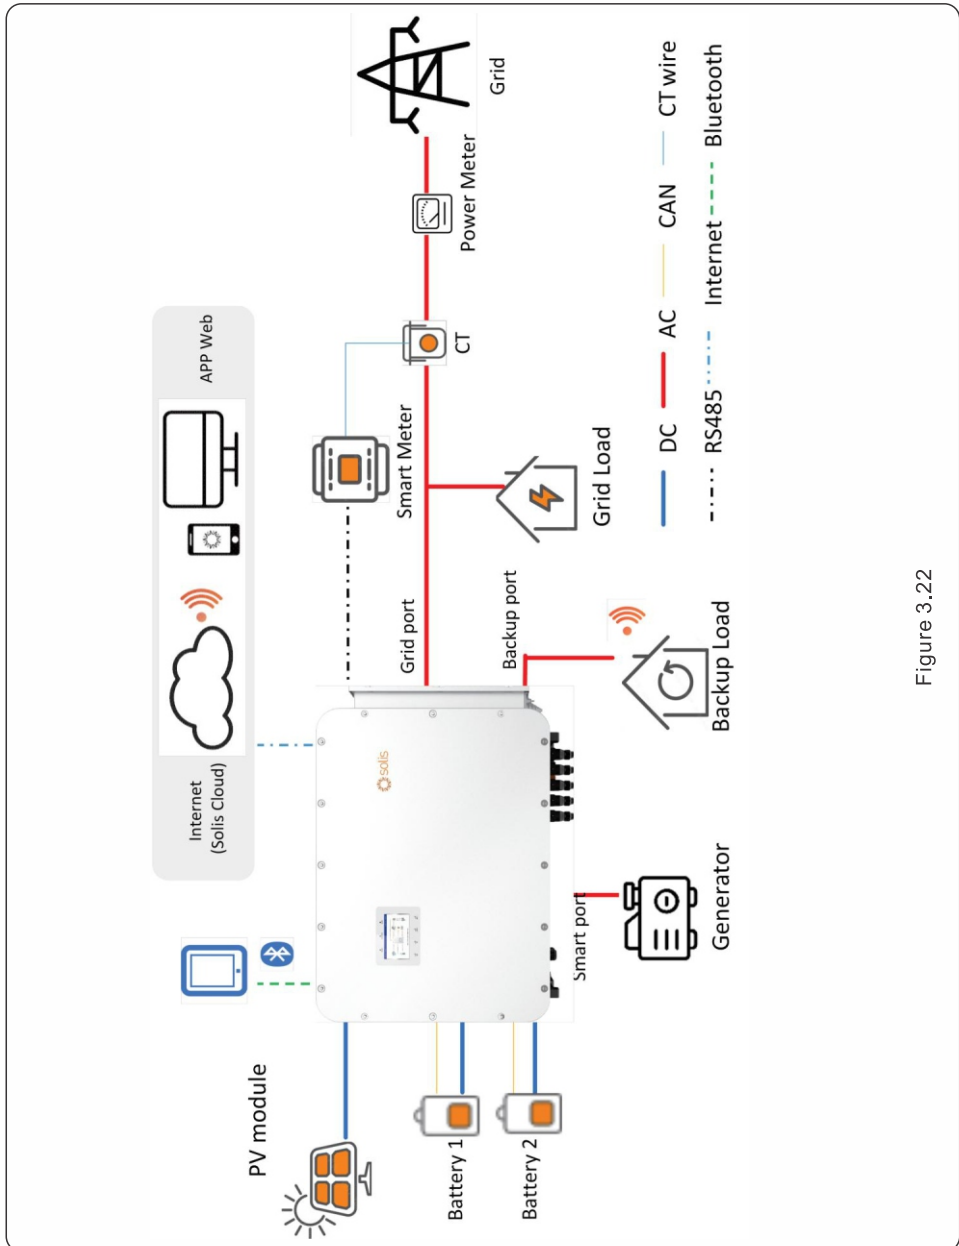 Internet
(Solis Cloud)
APP Web
PV module
Battery 1
Battery 2
solis
Smart port
Generator
Grid port
Backup port
Backup Load
Smart Meter
Grid Load
CT
Power Meter
Grid
DC
AC
CAN
CT wire
RS485
Internet
Bluetooth
Figure 3.22